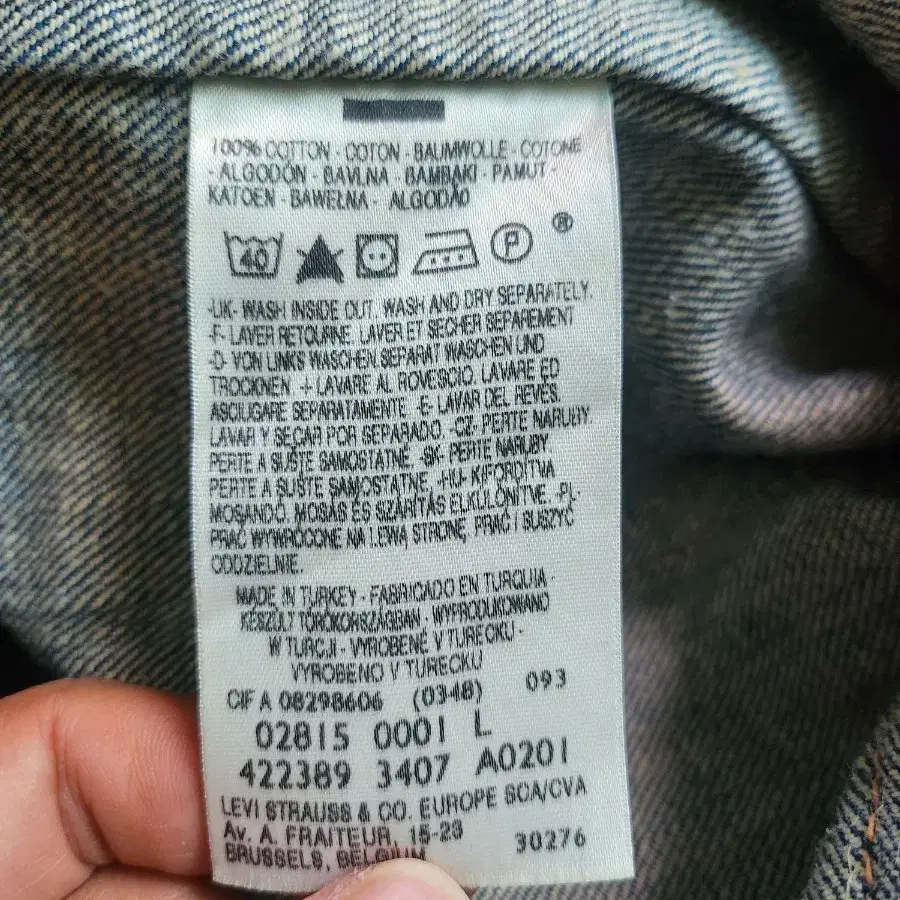 100% COTTON - COTON - BAUMWOLLE - COTONE
- ALGODON - BAVLNA - BAMBAKI - PAMUT -
KATOEN - BAWEŁNA - ALGODÃO
40 P ®
-UK- WASH INSIDE OUT. WASH AND DRY SEPARATELY.
-F- LAVER RETOURNE. LAVER ET SECHER SEPAREMENT
-D- VON LINKS WASCHEN.SEPARAT WASCHEN UND
TROCKNEN -I- LAVARE AL ROVESCIO. LAVARE ED
ASCIUGARE SEPARATAMENTE. -E- LAVAR DEL REVES.
LAVAR Y SECAR POR SEPARADO. -CZ- PERTE NARUBY.
PERTE A SUŠTE SAMOSTATNE. -SK- PERTE NARUBY
PERTE A SUŠTE SAMOSTATNE. -HU- KIFORDÍTVA
MOSANDÓ. MOSÁS ÉS SZÁRÍTÁS ELKÜLÖNÍTVE. -PL-
PRAĆ WYWRÓCONE NA LEWĄ STRONĘ, PRAĆ I SUSZYĆ
ODDZIELNIE.
MADE IN TURKEY - FABRICADO EN TURQUIA -
KÉSZÜLT TÖRÖKORSZÁGBAN - WYPRODUKOWANO
W TURCJI - VYROBENÉ V TURECKU -
VYROBENO V TURECKU
CIF A 08298606 (0348) 093
02815 0001 L
422389 3407 A0201
LEVI STRAUSS & CO. EUROPE SCA/CVA
Av. A. FRAITEUR, 15-23
BRUSSELS, BELGIUM 30276